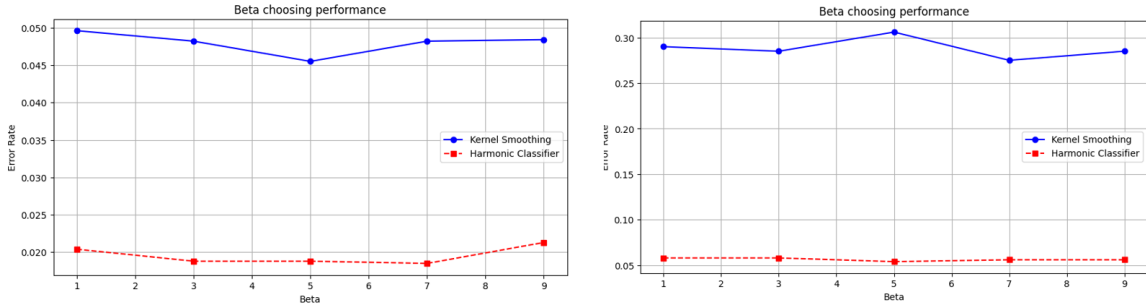 Beta choosing performance
0.050
0.045
0.040
0.035
0.030
0.025
0.020
Error Rate
Kernel Smoothing
Harmonic Classifier
1 2 3 4 5 6 7 8 9
Beta
Beta choosing performance
0.30
0.25
0.20
0.15
0.10
0.05
Error Rate
Kernel Smoothing
Harmonic Classifier
1 2 3 4 5 6 7 8 9
Beta